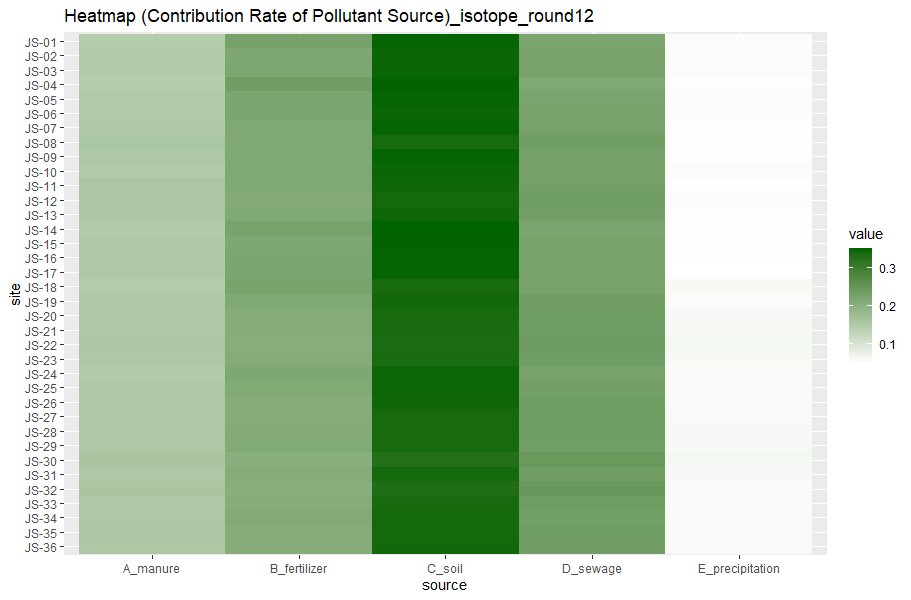 Heatmap (Contribution Rate of Pollutant Source)_isotope_round12
site
JS-01
JS-02
JS-03
JS-04
JS-05
JS-06
JS-07
JS-08
JS-09
JS-10
JS-11
JS-12
JS-13
JS-14
JS-15
JS-16
JS-17
JS-18
JS-19
JS-20
JS-21
JS-22
JS-23
JS-24
JS-25
JS-26
JS-27
JS-28
JS-29
JS-30
JS-31
JS-32
JS-33
JS-34
JS-35
JS-36
A_manure B_fertilizer C_soil D_sewage E_precipitation
source
value
0.3
0.2
0.1